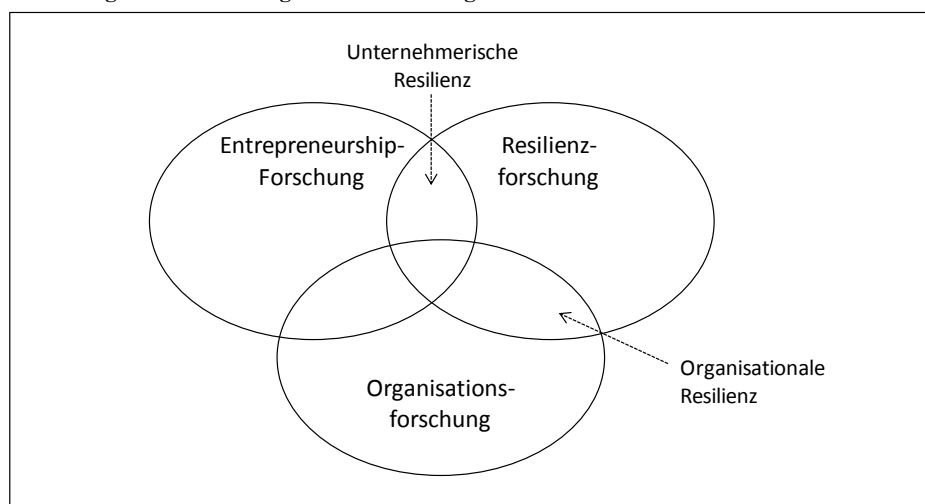 Unternehmerische
Resilienz
Entrepreneurship-
Forschung
Resilienz-
forschung
Organisations-
forschung
Organisationale
Resilienz